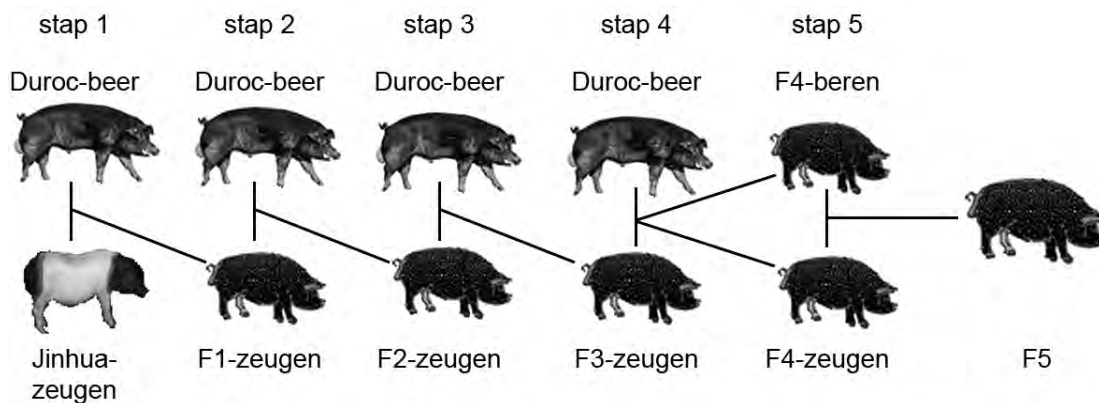 stap 1
stap 2
stap 3
stap 4
stap 5
Duroc-beer
Duroc-beer
Duroc-beer
Duroc-beer
F4-beren
Jinhua-
zeugen
F1-zeugen
F2-zeugen
F3-zeugen
F4-zeugen
F5